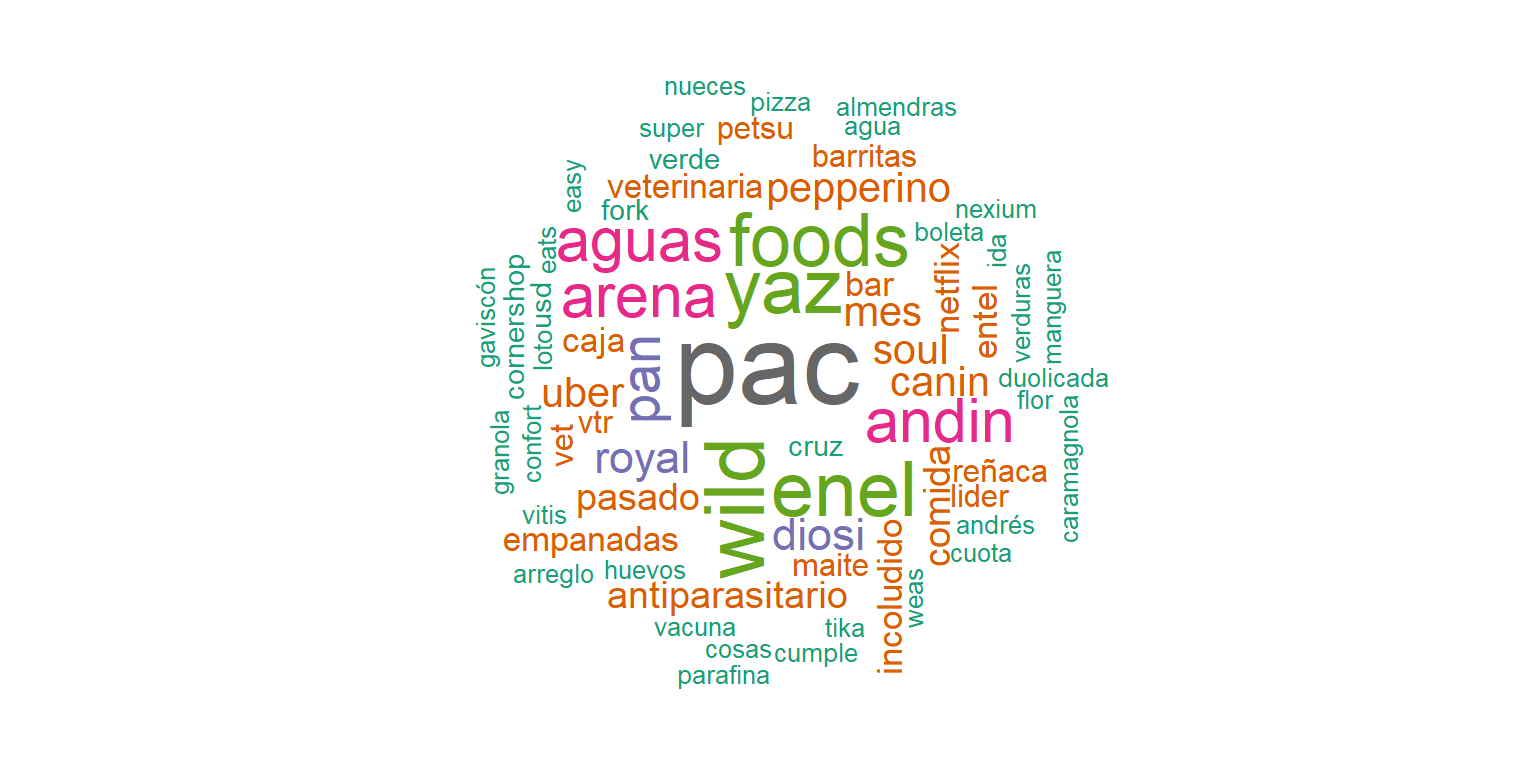 nueces
pizza
almendras
super
petsu
agua
verde
barritas
easy
veterinaria
pepperino
fork
nexium
aguas
foods
boleta
eats
ida
netflix
cornershop
gaviscón
lotousd
arena
yaz
bar
mes
entel
verduras
manguera
caja
pan
pac
soul
canin
duolicada
uber
flor
vtr
andin
vet
confort
granola
royal
wild
cruz
comida
reñaca
caramagnola
pasado
enel
lider
vitis
andrés
empanadas
diosi
cuota
arreglo
huevos
maite
incoludido
weas
antiparasitario
vacuna
tika
cosas
cumple
parafina